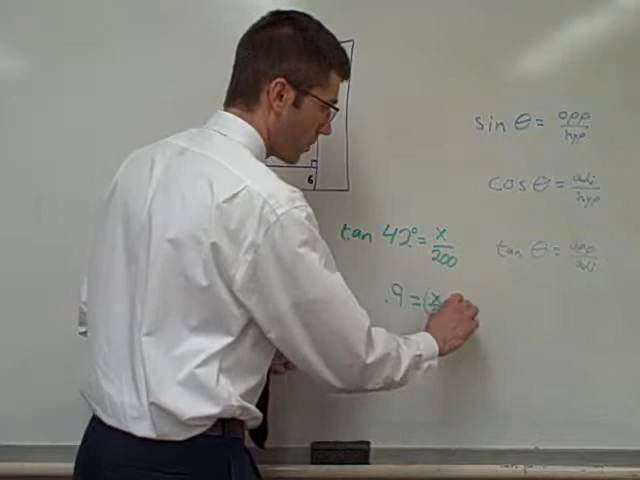 sin θ = opp/hyp
cos θ = adj/hyp
tan θ = opp/adj
tan 42° = x/200
.9 = (x
6